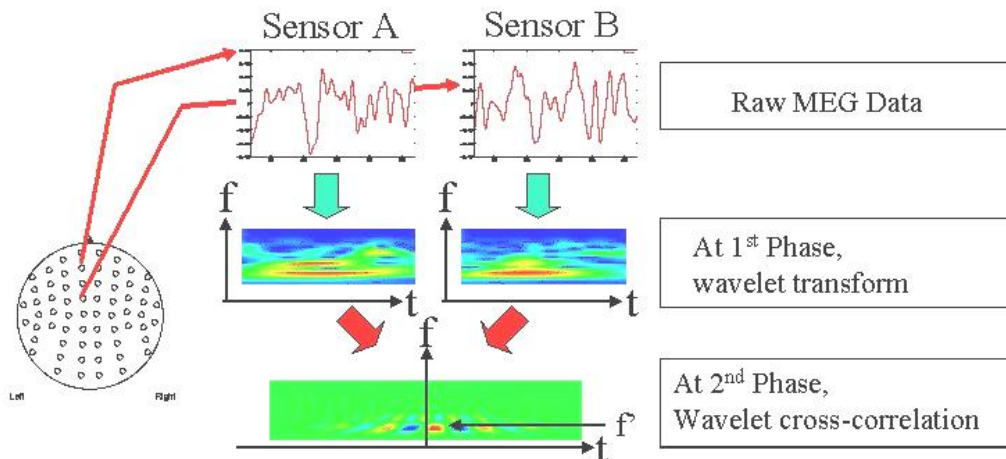 Sensor A
Sensor B
Raw MEG Data
f
f
At 1st Phase,
wavelet transform
t
t
f
At 2nd Phase,
Wavelet cross-correlation
f'
t
Left
Right